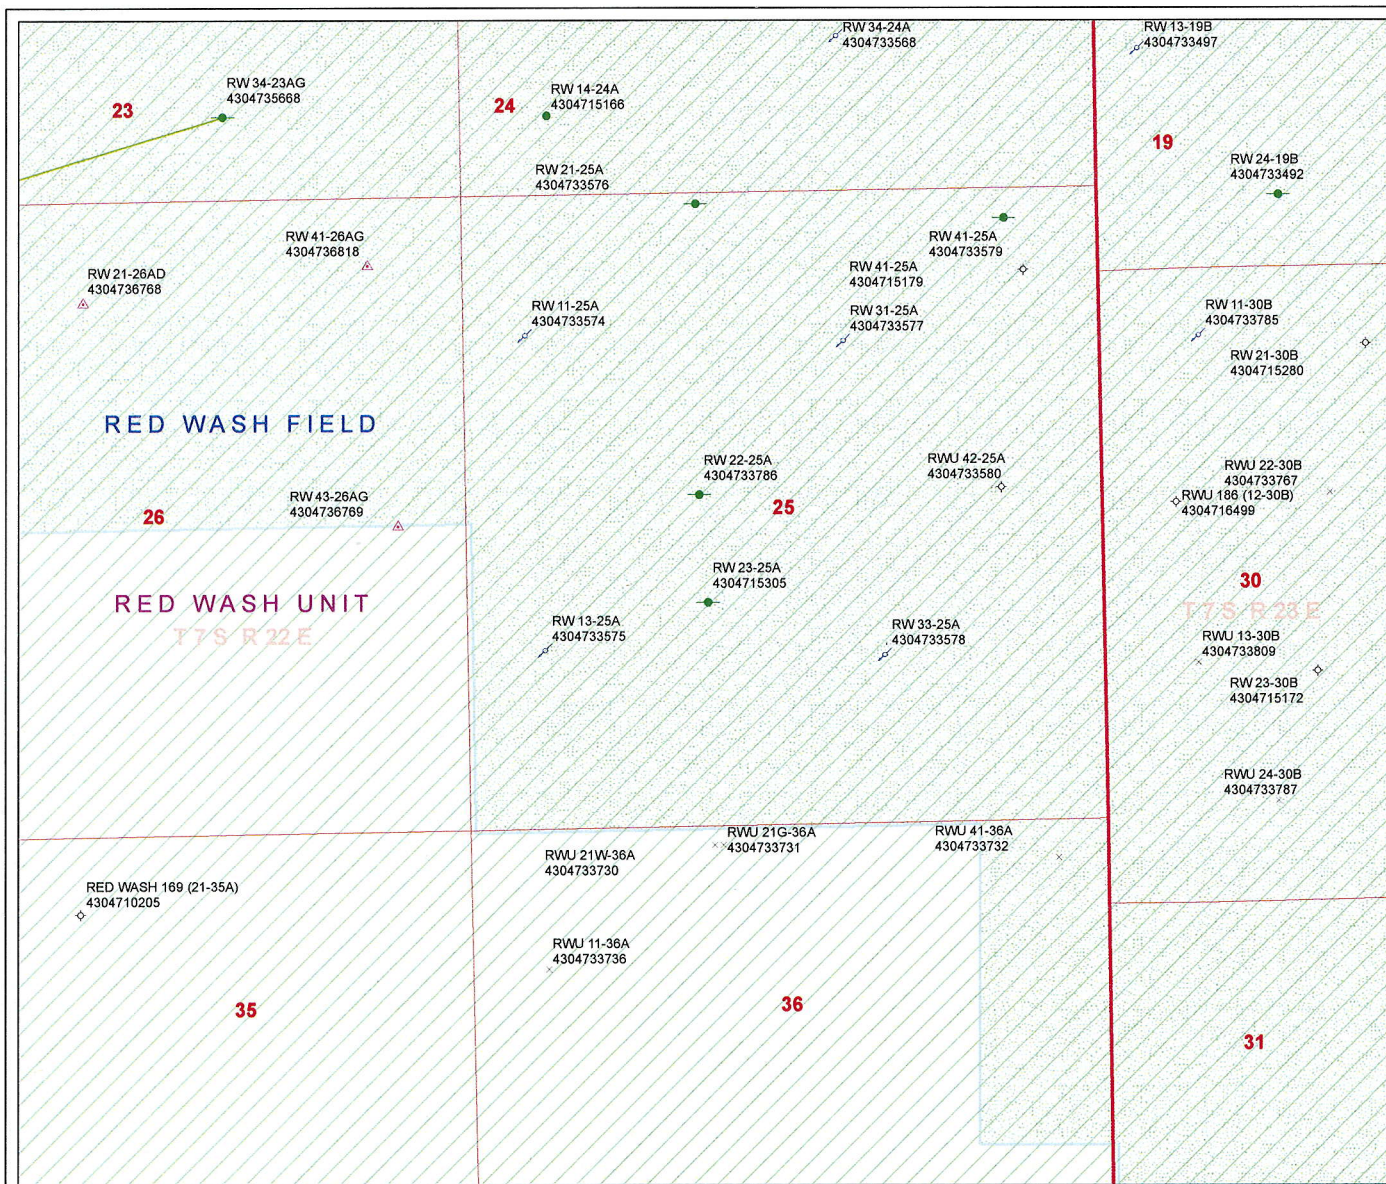 RW 34-24A
4304733568
RW 13-19B
4304733497
RW 34-23AG
4304735668
23
24
RW 14-24A
4304715166
19
RW 24-19B
4304733492
RW 21-25A
4304733576
RW 41-26AG
4304736818
RW 41-25A
4304733579
RW 21-26AD
4304736768
RW 41-25A
4304715179
RW 11-25A
4304733574
RW 31-25A
4304733577
RW 11-30B
4304733785
RW 21-30B
4304715280
RED WASH FIELD
RW 22-25A
4304733786
RWU 42-25A
4304733580
RWU 22-30B
4304733767
RW 43-26AG
4304736769
26
25
RWU 186 (12-30B)
4304716499
RW 23-25A
4304715305
30
RED WASH UNIT
T 7 S R 22 E
T 7 S R 23 E
RW 13-25A
4304733575
RW 33-25A
4304733578
RWU 13-30B
4304733809
RW 23-30B
4304715172
RWU 24-30B
4304733787
RWU 21G-36A
4304733731
RWU 41-36A
4304733732
RWU 21W-36A
4304733730
RED WASH 169 (21-35A)
4304710205
RWU 11-36A
4304733736
35
36
31